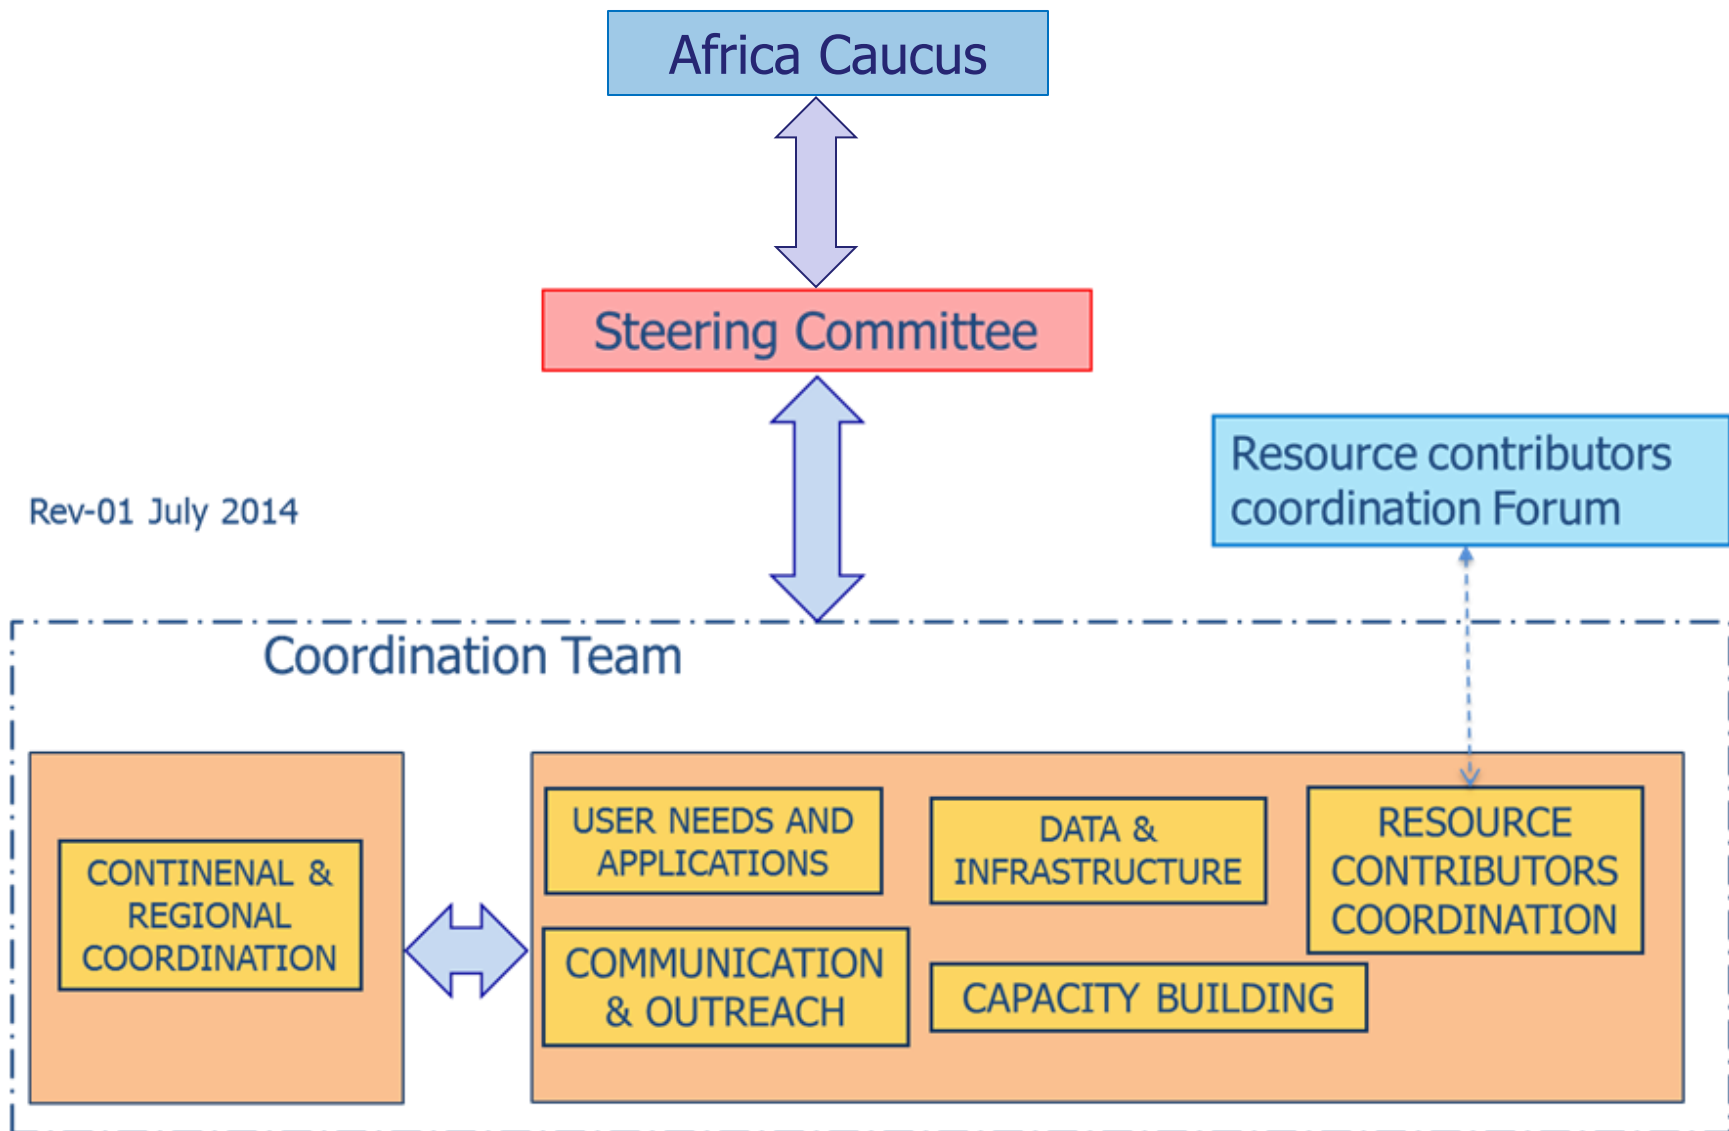 Africa Caucus
Steering Committee
Resource contributors
coordination Forum
Rev-01 July 2014
Coordination Team
CONTINENAL &
REGIONAL
COORDINATION
USER NEEDS AND
APPLICATIONS
DATA &
INFRASTRUCTURE
RESOURCE
CONTRIBUTORS
COORDINATION
COMMUNICATION
& OUTREACH
CAPACITY BUILDING